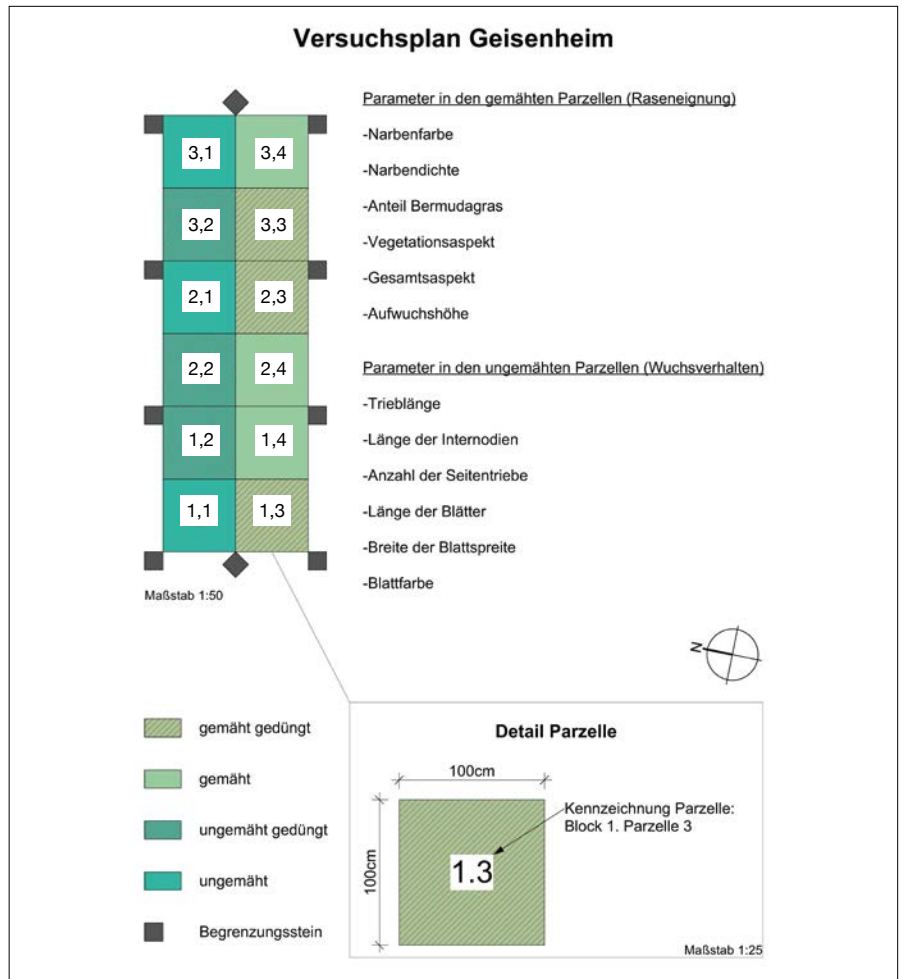 Versuchsplan Geisenheim
3,1 3,4
3,2 3,3
2,1 2,3
2,2 2,4
1,2 1,4
1,1 1,3
Maßstab 1:50
Parameter in den gemähten Parzellen (Raseneignung)
-Narbenfarbe
-Narbendichte
-Anteil Bermudagras
-Vegetationsaspekt
-Gesamtsaspekt
-Aufwuchshöhe
Parameter in den ungemähten Parzellen (Wuchsverhalten)
-Trieblänge
-Länge der Internodien
-Anzahl der Seitentriebe
-Länge der Blätter
-Breite der Blattspreite
-Blattfarbe
N
gemäht gedüngt
gemäht
ungemäht gedüngt
ungemäht
Begrenzungsstein
Detail Parzelle
100cm
100cm
1.3
Kennzeichnung Parzelle:
Block 1. Parzelle 3
Maßstab 1:25